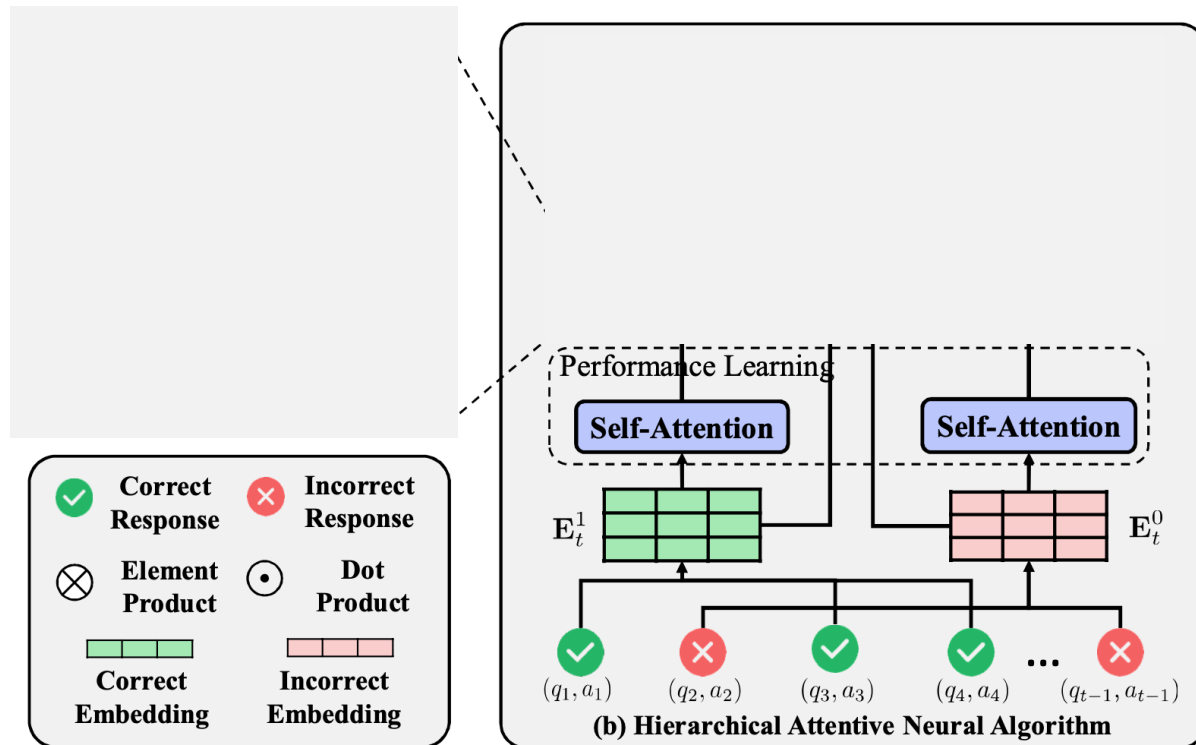 Performance Learning
Self-Attention
Self-Attention
E_t^1
E_t^0
(q_1, a_1)
(q_2, a_2)
(q_3, a_3)
(q_4, a_4)
...
(q_{t-1}, a_{t-1})
(b) Hierarchical Attentive Neural Algorithm
Correct
Response
Incorrect
Response
Element
Product
Dot
Product
Correct
Embedding
Incorrect
Embedding